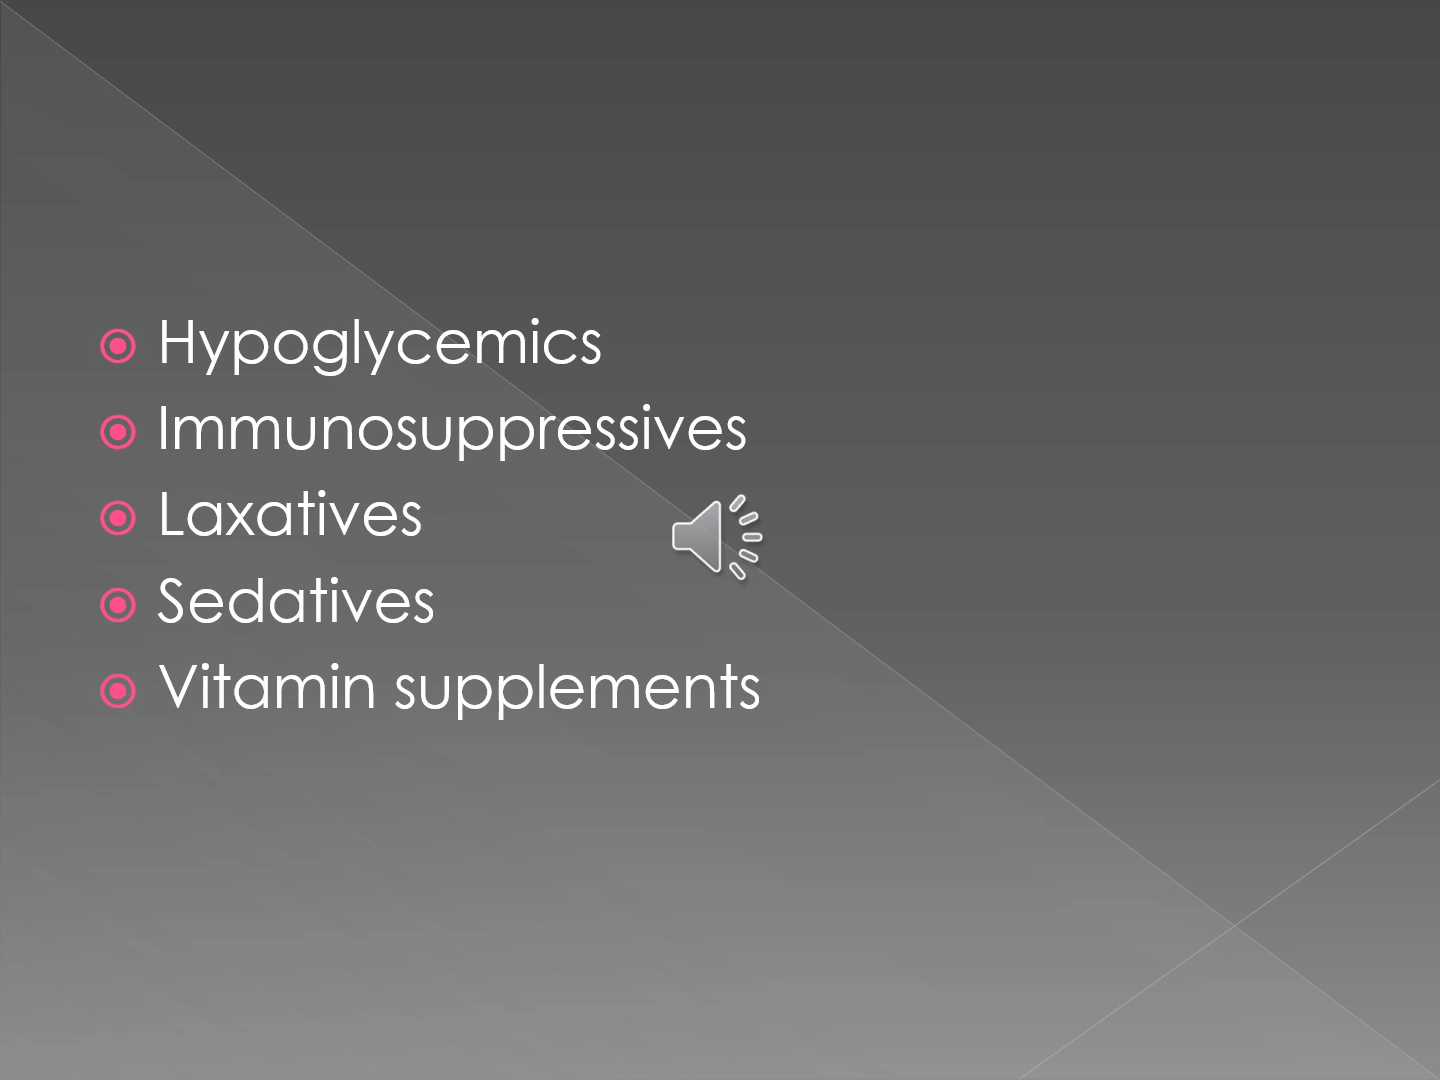 Hypoglycemics
Immunosuppressives
Laxatives
Sedatives
Vitamin supplements